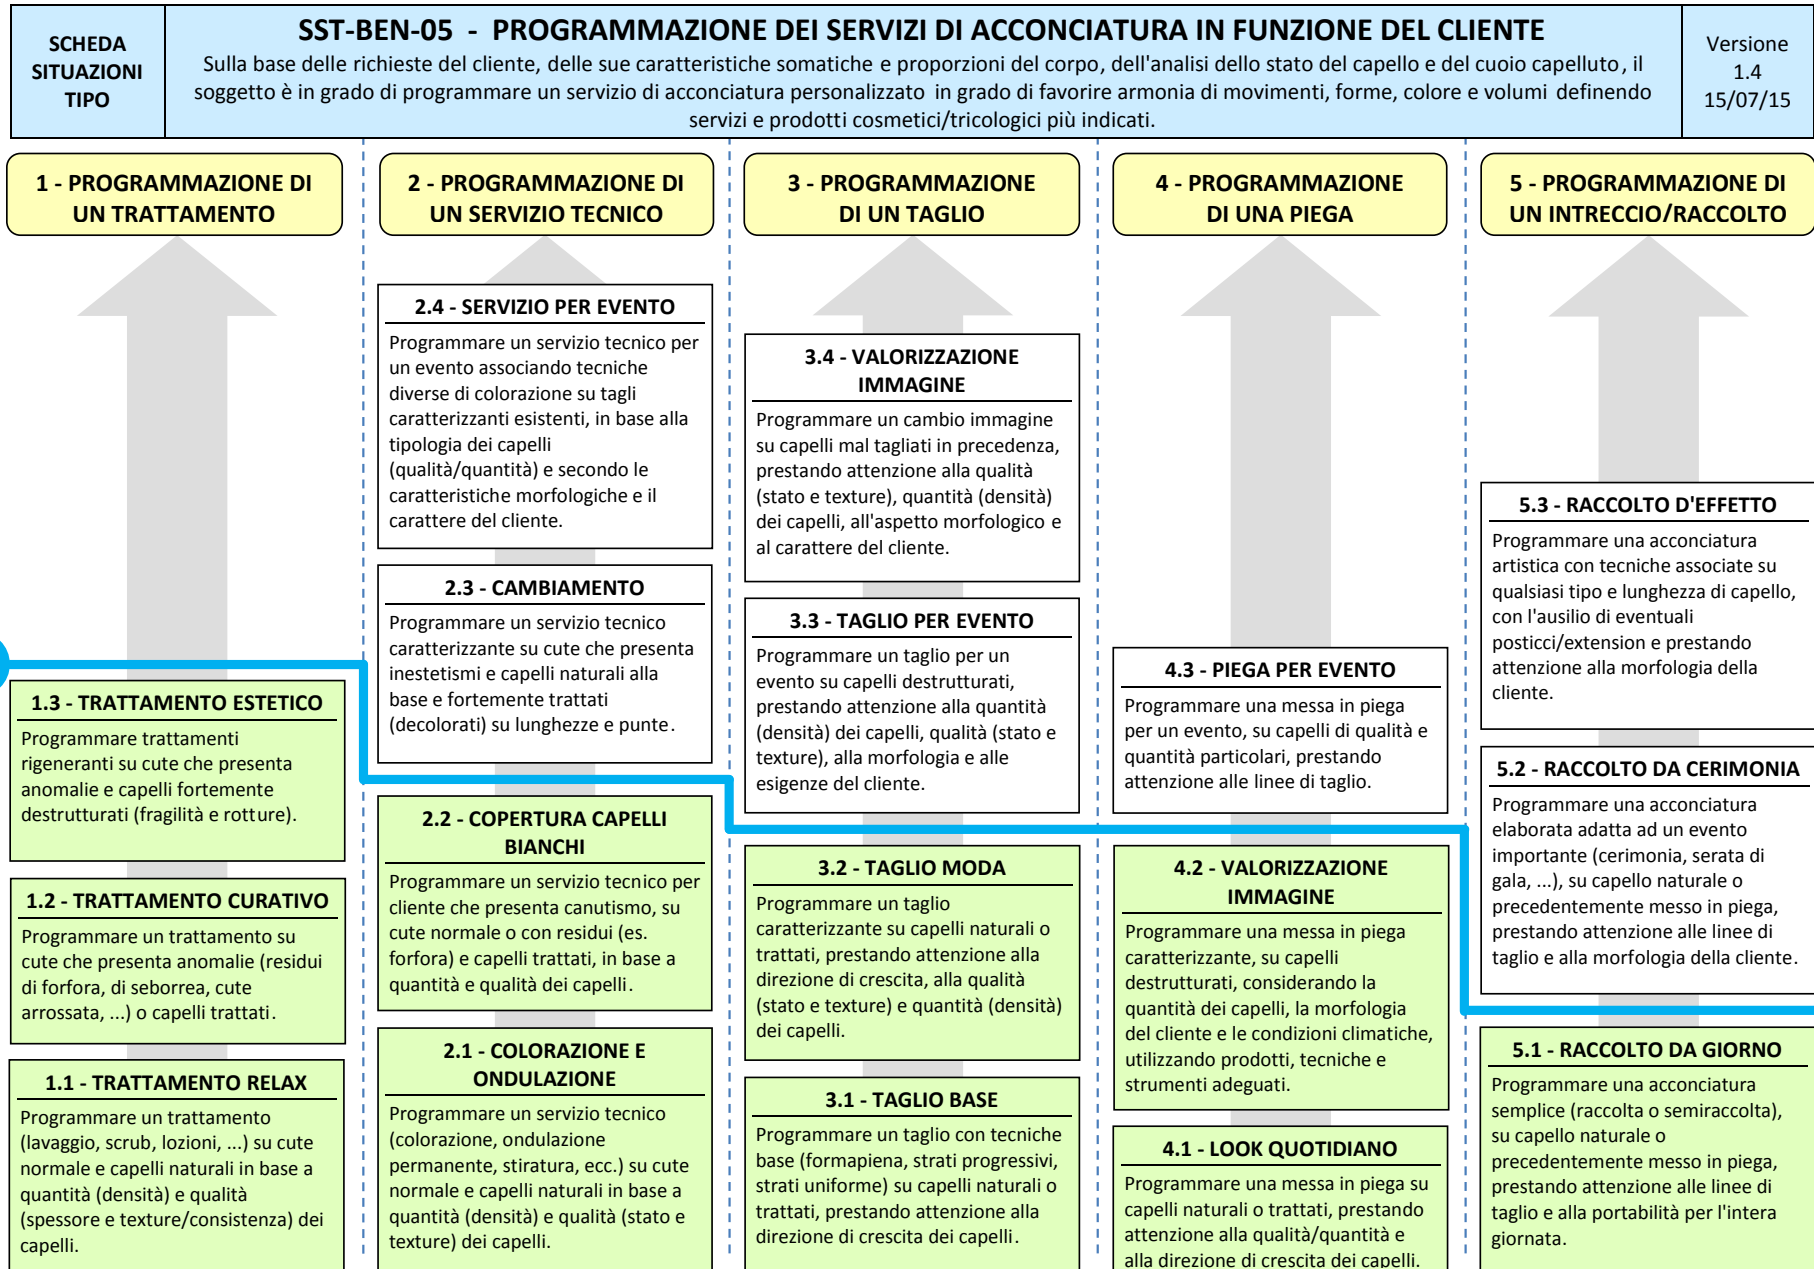 SCHEDA
SITUAZIONI
TIPO
SST-BEN-05 - PROGRAMMAZIONE DEI SERVIZI DI ACCONCIATURA IN FUNZIONE DEL CLIENTE
Sulla base delle richieste del cliente, delle sue caratteristiche somatiche e proporzioni del corpo, dell'analisi dello stato del capello e del cuoio capelluto, il
soggetto è in grado di programmare un servizio di acconciatura personalizzato in grado di favorire armonia di movimenti, forme, colore e volumi definendo
servizi e prodotti cosmetici/tricologici più indicati.
Versione
1.4
15/07/15
1 - PROGRAMMAZIONE DI
UN TRATTAMENTO
1.3 - TRATTAMENTO ESTETICO
Programmare trattamenti
rigeneranti su cute che presenta
anomalie e capelli fortemente
destrutturati (fragilità e rotture).
1.2 - TRATTAMENTO CURATIVO
Programmare un trattamento su
cute che presenta anomalie (residui
di forfora, di seborrea, cute
arrossata, ...) o capelli trattati.
1.1 - TRATTAMENTO RELAX
Programmare un trattamento
(lavaggio, scrub, lozioni, ...) su cute
normale e capelli naturali in base a
quantità (densità) e qualità
(spessore e texture/consistenza) dei
capelli.
2 - PROGRAMMAZIONE DI
UN SERVIZIO TECNICO
2.4 - SERVIZIO PER EVENTO
Programmare un servizio tecnico per
un evento associando tecniche
diverse di colorazione su tagli
caratterizzanti esistenti, in base alla
tipologia dei capelli
(qualità/quantità) e secondo le
caratteristiche morfologiche e il
carattere del cliente.
2.3 - CAMBIAMENTO
Programmare un servizio tecnico
caratterizzante su cute che presenta
inestetismi e capelli naturali alla
base e fortemente trattati
(decolorati) su lunghezze e punte.
2.2 - COPERTURA CAPELLI
BIANCHI
Programmare un servizio tecnico per
cliente che presenta canutismo, su
cute normale o con residui (es.
forfora) e capelli trattati, in base a
quantità e qualità dei capelli.
2.1 - COLORAZIONE E
ONDULAZIONE
Programmare un servizio tecnico
(colorazione, ondulazione
permanente, stiratura, ecc.) su cute
normale e capelli naturali in base a
quantità (densità) e qualità (stato e
texture) dei capelli.
3 - PROGRAMMAZIONE
DI UN TAGLIO
3.4 - VALORIZZAZIONE
IMMAGINE
Programmare un cambio immagine
su capelli mal tagliati in precedenza,
prestando attenzione alla qualità
(stato e texture), quantità (densità)
dei capelli, all'aspetto morfologico e
al carattere del cliente.
3.3 - TAGLIO PER EVENTO
Programmare un taglio per un
evento su capelli destrutturati,
prestando attenzione alla quantità
(densità) dei capelli, qualità (stato e
texture), alla morfologia e alle
esigenze del cliente.
3.2 - TAGLIO MODA
Programmare un taglio
caratterizzante su capelli naturali o
trattati, prestando attenzione alla
direzione di crescita, alla qualità
(stato e texture) e quantità (densità)
dei capelli.
3.1 - TAGLIO BASE
Programmare un taglio con tecniche
base (formapiena, strati progressivi,
strati uniforme) su capelli naturali o
trattati, prestando attenzione alla
direzione di crescita dei capelli.
4 - PROGRAMMAZIONE
DI UNA PIEGA
4.3 - PIEGA PER EVENTO
Programmare una messa in piega
per un evento, su capelli di qualità e
quantità particolari, prestando
attenzione alle linee di taglio.
4.2 - VALORIZZAZIONE
IMMAGINE
Programmare una messa in piega
caratterizzante, su capelli
destrutturati, considerando la
quantità dei capelli, la morfologia
del cliente e le condizioni climatiche,
utilizzando prodotti, tecniche e
strumenti adeguati.
4.1 - LOOK QUOTIDIANO
Programmare una messa in piega su
capelli naturali o trattati, prestando
attenzione alla qualità/quantità e
alla direzione di crescita dei capelli.
5 - PROGRAMMAZIONE DI
UN INTRECCIO/RACCOLTO
5.3 - RACCOLTO D'EFFETTO
Programmare una acconciatura
artistica con tecniche associate su
qualsiasi tipo e lunghezza di capello,
con l'ausilio di eventuali
posticci/extension e prestando
attenzione alla morfologia della
cliente.
5.2 - RACCOLTO DA CERIMONIA
Programmare una acconciatura
elaborata adatta ad un evento
importante (cerimonia, serata di
gala, ...), su capello naturale o
precedentemente messo in piega,
prestando attenzione alle linee di
taglio e alla morfologia della cliente.
5.1 - RACCOLTO DA GIORNO
Programmare una acconciatura
semplice (raccolta o semiraccolta),
su capello naturale o
precedentemente messo in piega,
prestando attenzione alle linee di
taglio e alla portabilità per l'intera
giornata.